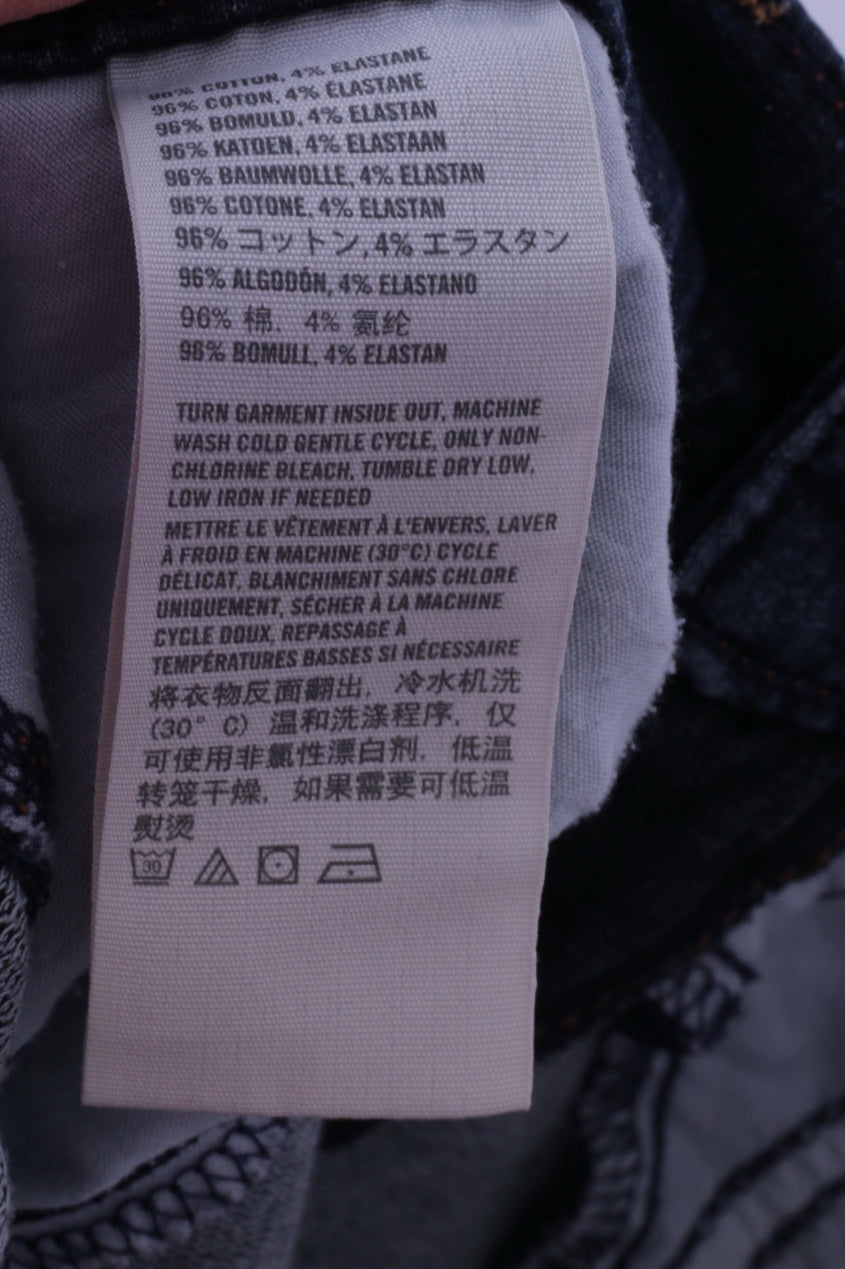 96% COTTON, 4% ELASTANE
96% COTON, 4% ÉLASTANE
96% BOMULD, 4% ELASTAN
96% KATOEN, 4% ELASTAAN
96% BAUMWOLLE, 4% ELASTAN
96% COTONE, 4% ELASTAN
96% コットン, 4% エラスタン
96% ALGODÓN, 4% ELASTANO
96% 棉, 4% 氨纶
96% BOMULL, 4% ELASTAN
TURN GARMENT INSIDE OUT, MACHINE
WASH COLD GENTLE CYCLE, ONLY NON-
CHLORINE BLEACH, TUMBLE DRY LOW,
LOW IRON IF NEEDED
METTRE LE VÊTEMENT À L'ENVERS, LAVER
À FROID EN MACHINE (30°C) CYCLE
DÉLICAT, BLANCHIMENT SANS CHLORE
UNIQUEMENT, SÉCHER À LA MACHINE
CYCLE DOUX, REPASSAGE À
TEMPÉRATURES BASSES SI NÉCESSAIRE
将衣物反面翻出, 冷水机洗
(30° C) 温和洗涤程序, 仅
可使用非氯性漂白剂, 低温
转笼干燥, 如果需要可低温
熨烫
30